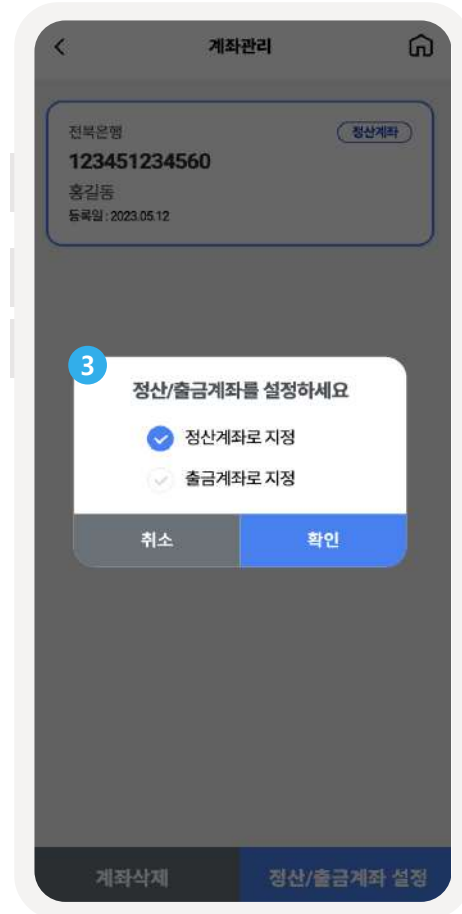 계좌관리
전북은행
정산계좌
123451234560
홍길동
등록일 : 2023.05.12
3
정산/출금계좌를 설정하세요
정산계좌로 지정
출금계좌로 지정
취소
확인
계좌삭제
정산/출금계좌 설정